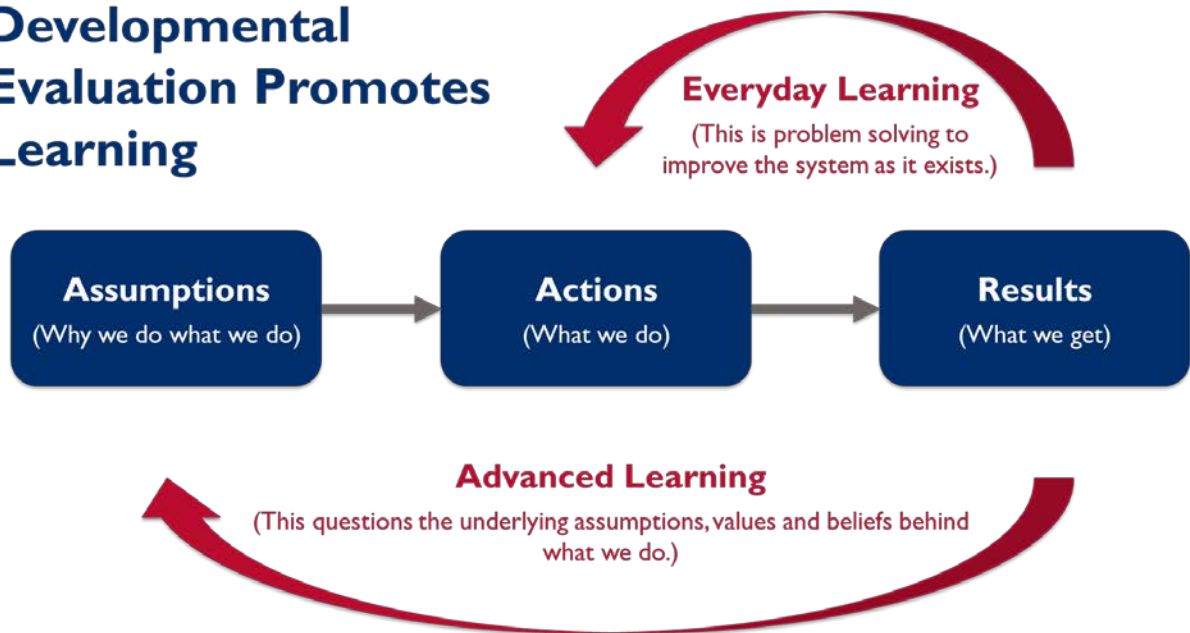 Developmental
Evaluation Promotes
Learning
Everyday Learning
(This is problem solving to
improve the system as it exists.)
Assumptions
(Why we do what we do)
Actions
(What we do)
Results
(What we get)
Advanced Learning
(This questions the underlying assumptions, values and beliefs behind
what we do.)